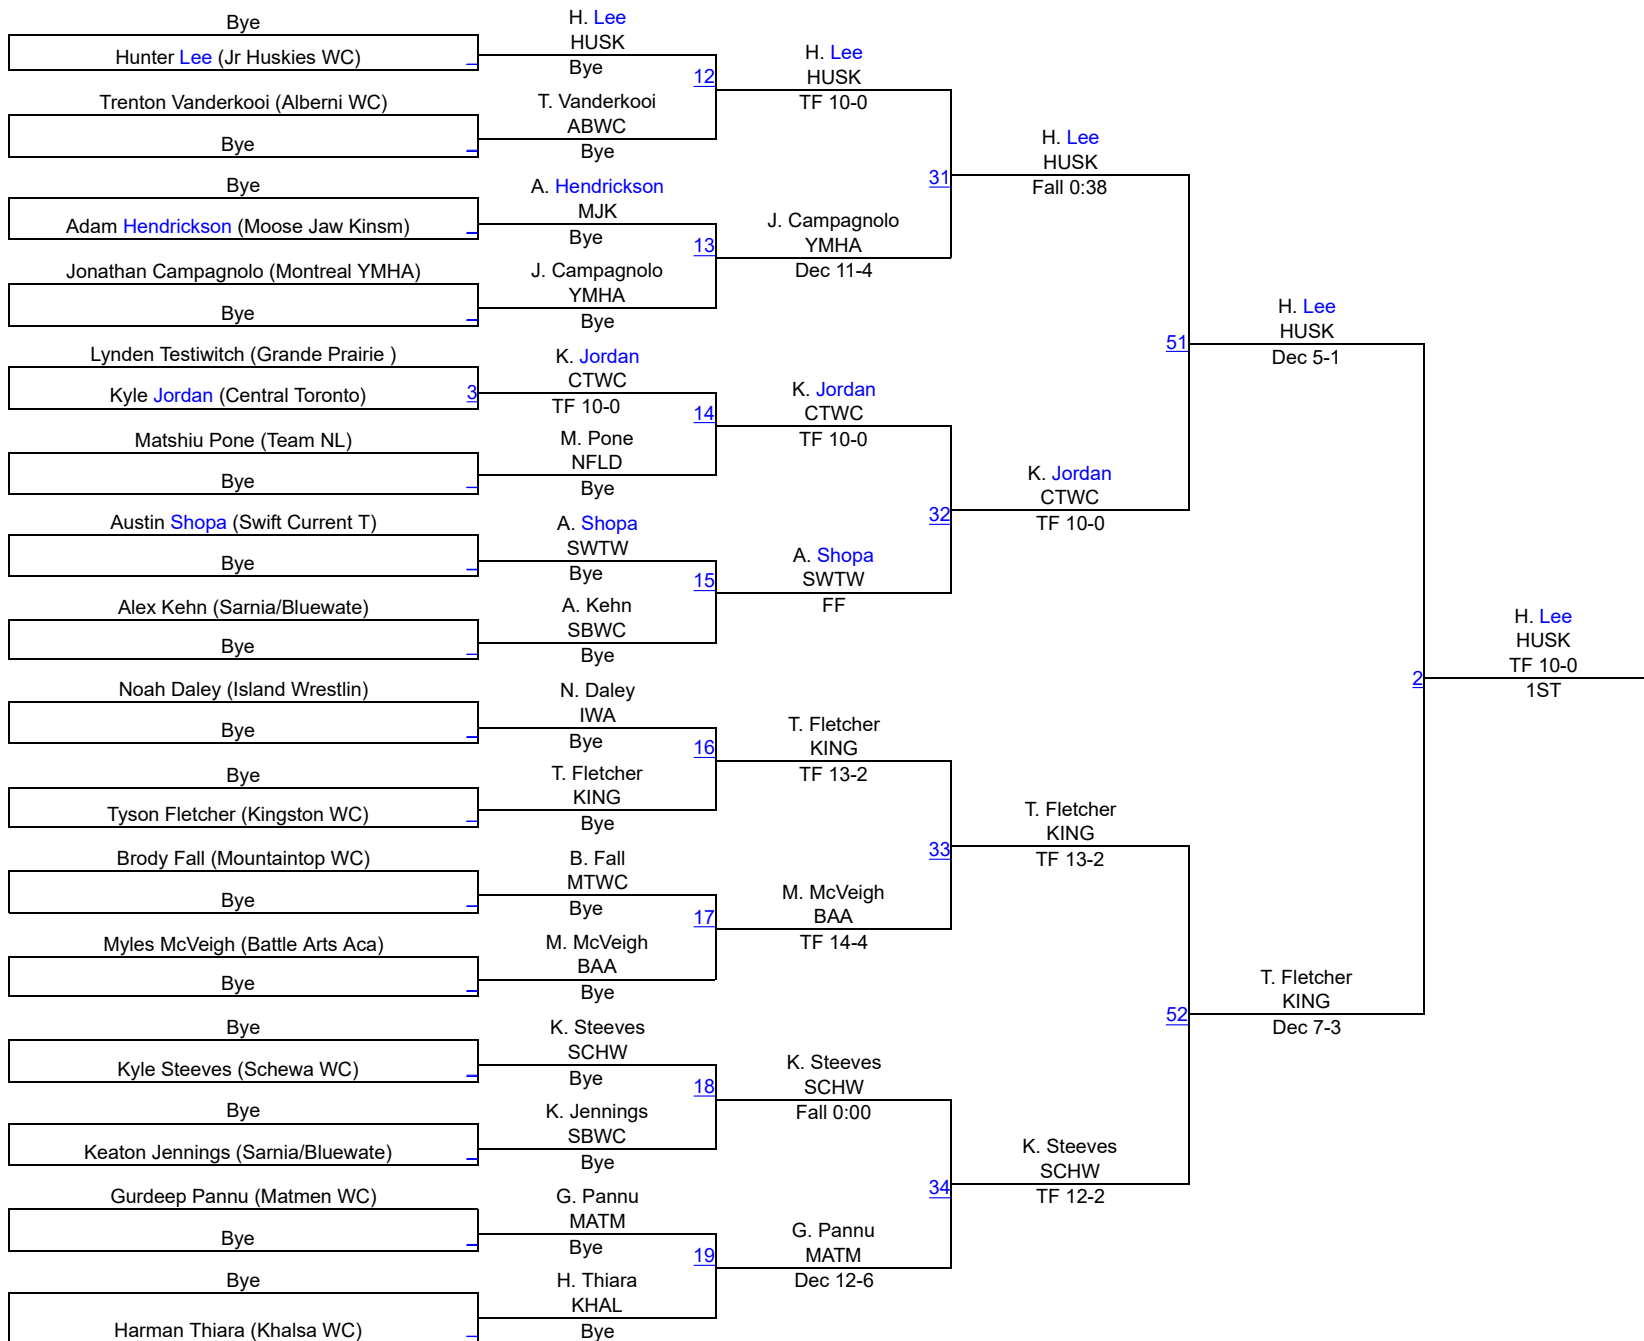 Bye
Hunter Lee (Jr Huskies WC)
Trenton Vanderkooi (Alberni WC)
Bye
Bye
Adam Hendrickson (Moose Jaw Kinsm)
Jonathan Campagnolo (Montreal YMHA)
Bye
Lynden Testiwitch (Grande Prairie )
Kyle Jordan (Central Toronto)
3
Matshiu Pone (Team NL)
Bye
Austin Shopa (Swift Current T)
Bye
Alex Kehn (Sarnia/Bluewate)
Bye
Noah Daley (Island Wrestlin)
Bye
Bye
Tyson Fletcher (Kingston WC)
Brody Fall (Mountaintop WC)
Bye
Myles McVeigh (Battle Arts Aca)
Bye
Bye
Kyle Steeves (Schewa WC)
Bye
Keaton Jennings (Sarnia/Bluewate)
Gurdeep Pannu (Matmen WC)
Bye
Bye
Harman Thiara (Khalsa WC)
H. Lee
HUSK
Bye
12
T. Vanderkooi
ABWC
Bye
A. Hendrickson
MJK
Bye
13
J. Campagnolo
YMHA
Bye
K. Jordan
CTWC
TF 10-0
14
M. Pone
NFLD
Bye
A. Shopa
SWTW
Bye
15
A. Kehn
SBWC
Bye
N. Daley
IWA
Bye
16
T. Fletcher
KING
Bye
B. Fall
MTWC
Bye
17
M. McVeigh
BAA
Bye
K. Steeves
SCHW
Bye
18
K. Jennings
SBWC
Bye
G. Pannu
MATM
Bye
19
H. Thiara
KHAL
Bye
H. Lee
HUSK
TF 10-0
31
J. Campagnolo
YMHA
Dec 11-4
K. Jordan
CTWC
TF 10-0
32
A. Shopa
SWTW
FF
T. Fletcher
KING
TF 13-2
33
M. McVeigh
BAA
TF 14-4
K. Steeves
SCHW
Fall 0:00
34
G. Pannu
MATM
Dec 12-6
H. Lee
HUSK
Fall 0:38
51
K. Jordan
CTWC
TF 10-0
T. Fletcher
KING
TF 13-2
52
K. Steeves
SCHW
TF 12-2
H. Lee
HUSK
Dec 5-1
2
T. Fletcher
KING
Dec 7-3
H. Lee
HUSK
TF 10-0
1ST